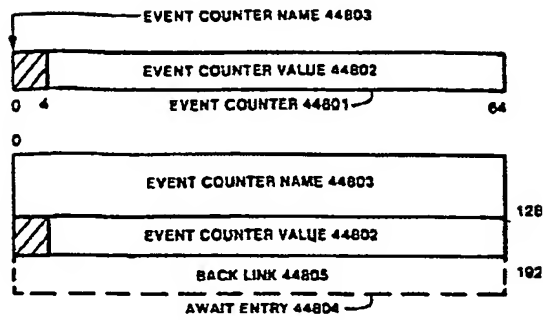 EVENT COUNTER NAME 44803
EVENT COUNTER VALUE 44802
0 4 EVENT COUNTER 44801 64
0
EVENT COUNTER NAME 44803
128
EVENT COUNTER VALUE 44802
BACK LINK 44805 192
AWAIT ENTRY 44804